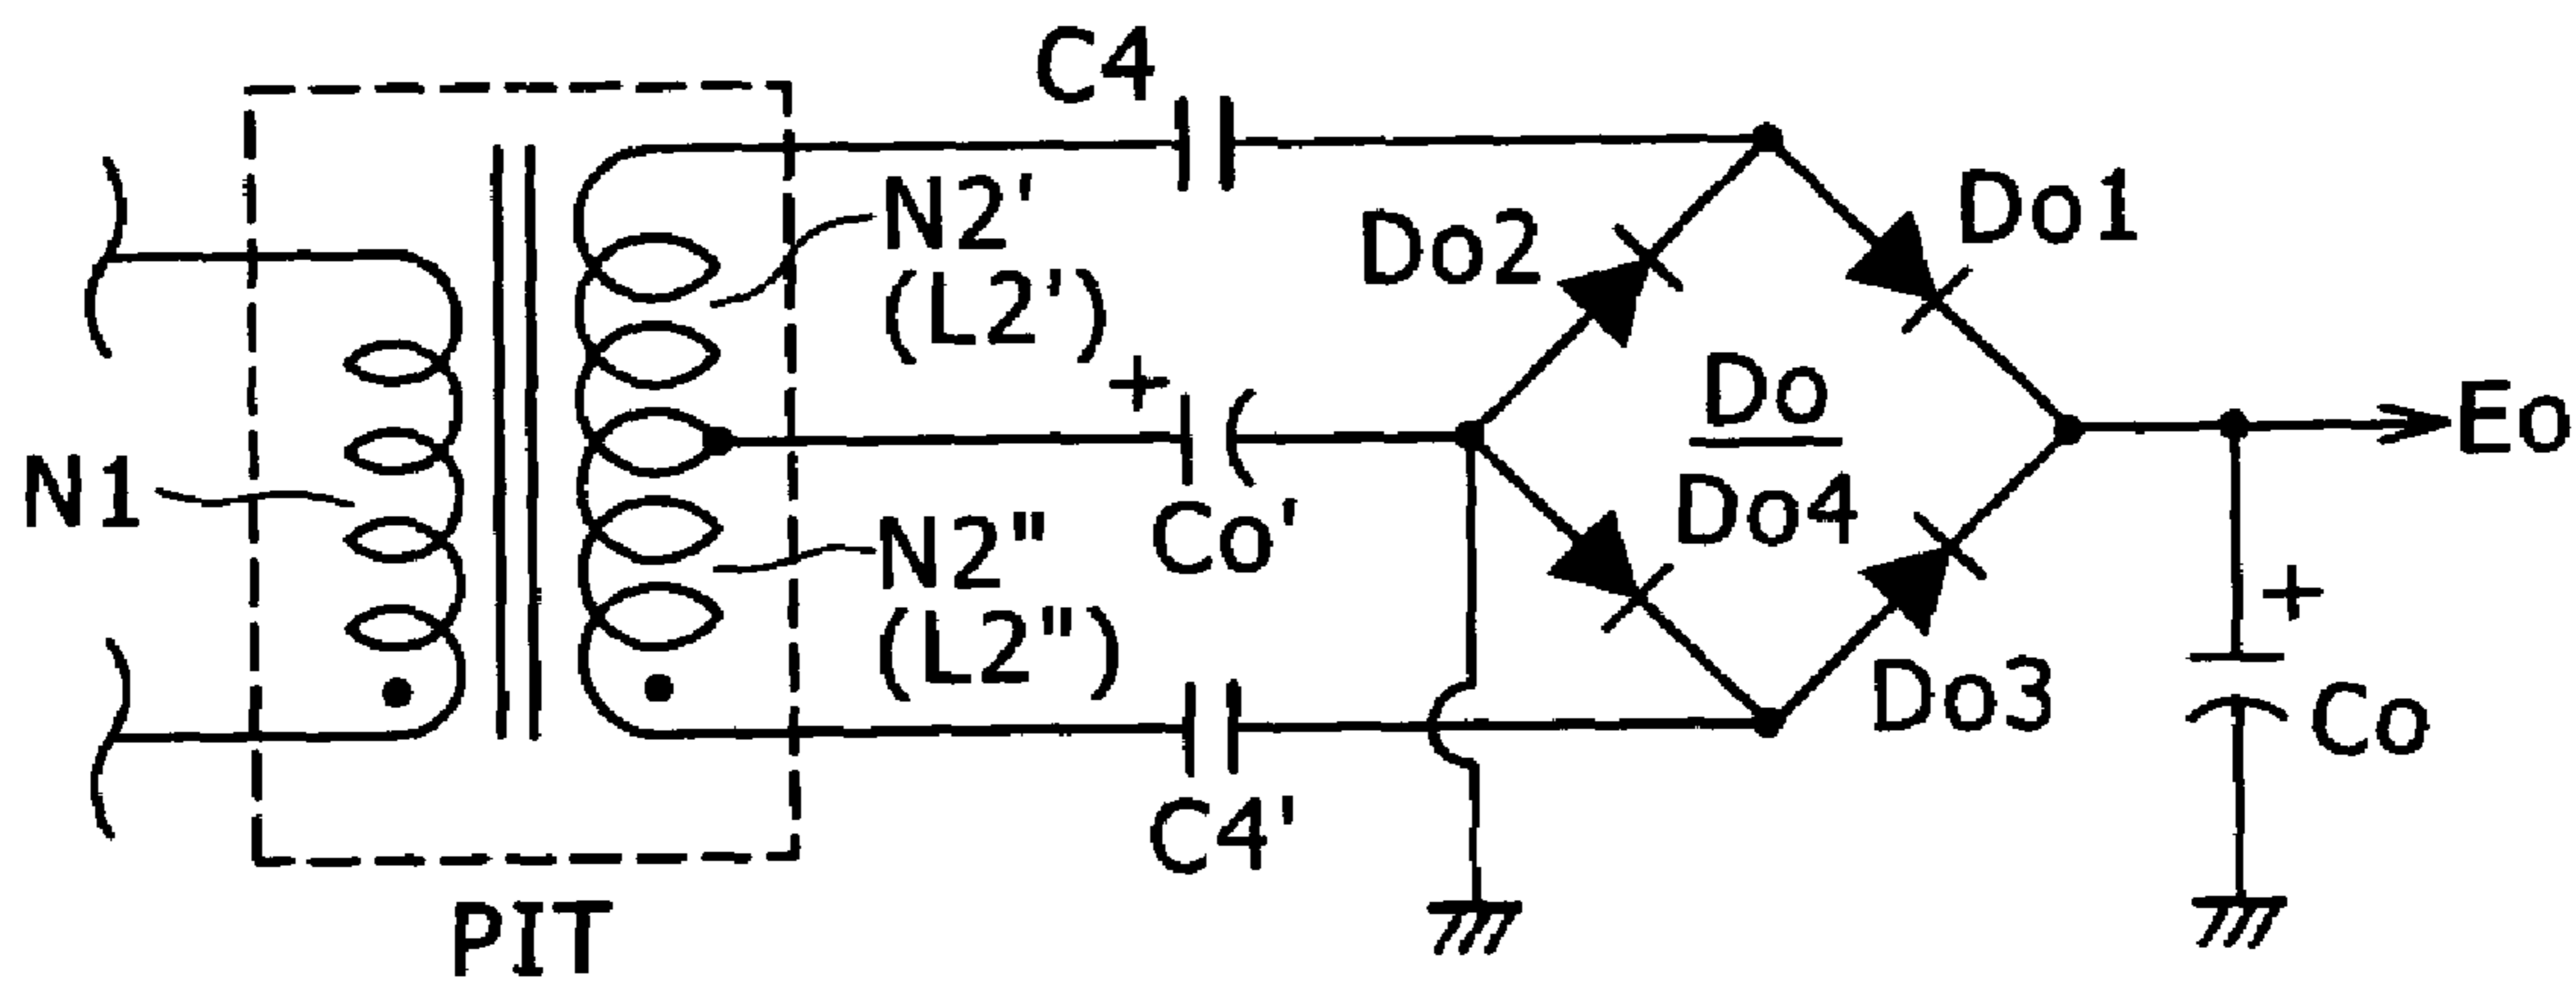 C4
N2'
(L2')
Do2
Do1
+
Do
Do4
Eo
N1
Co'
N2"
(L2")
+
Do3
Co
C4'
PIT